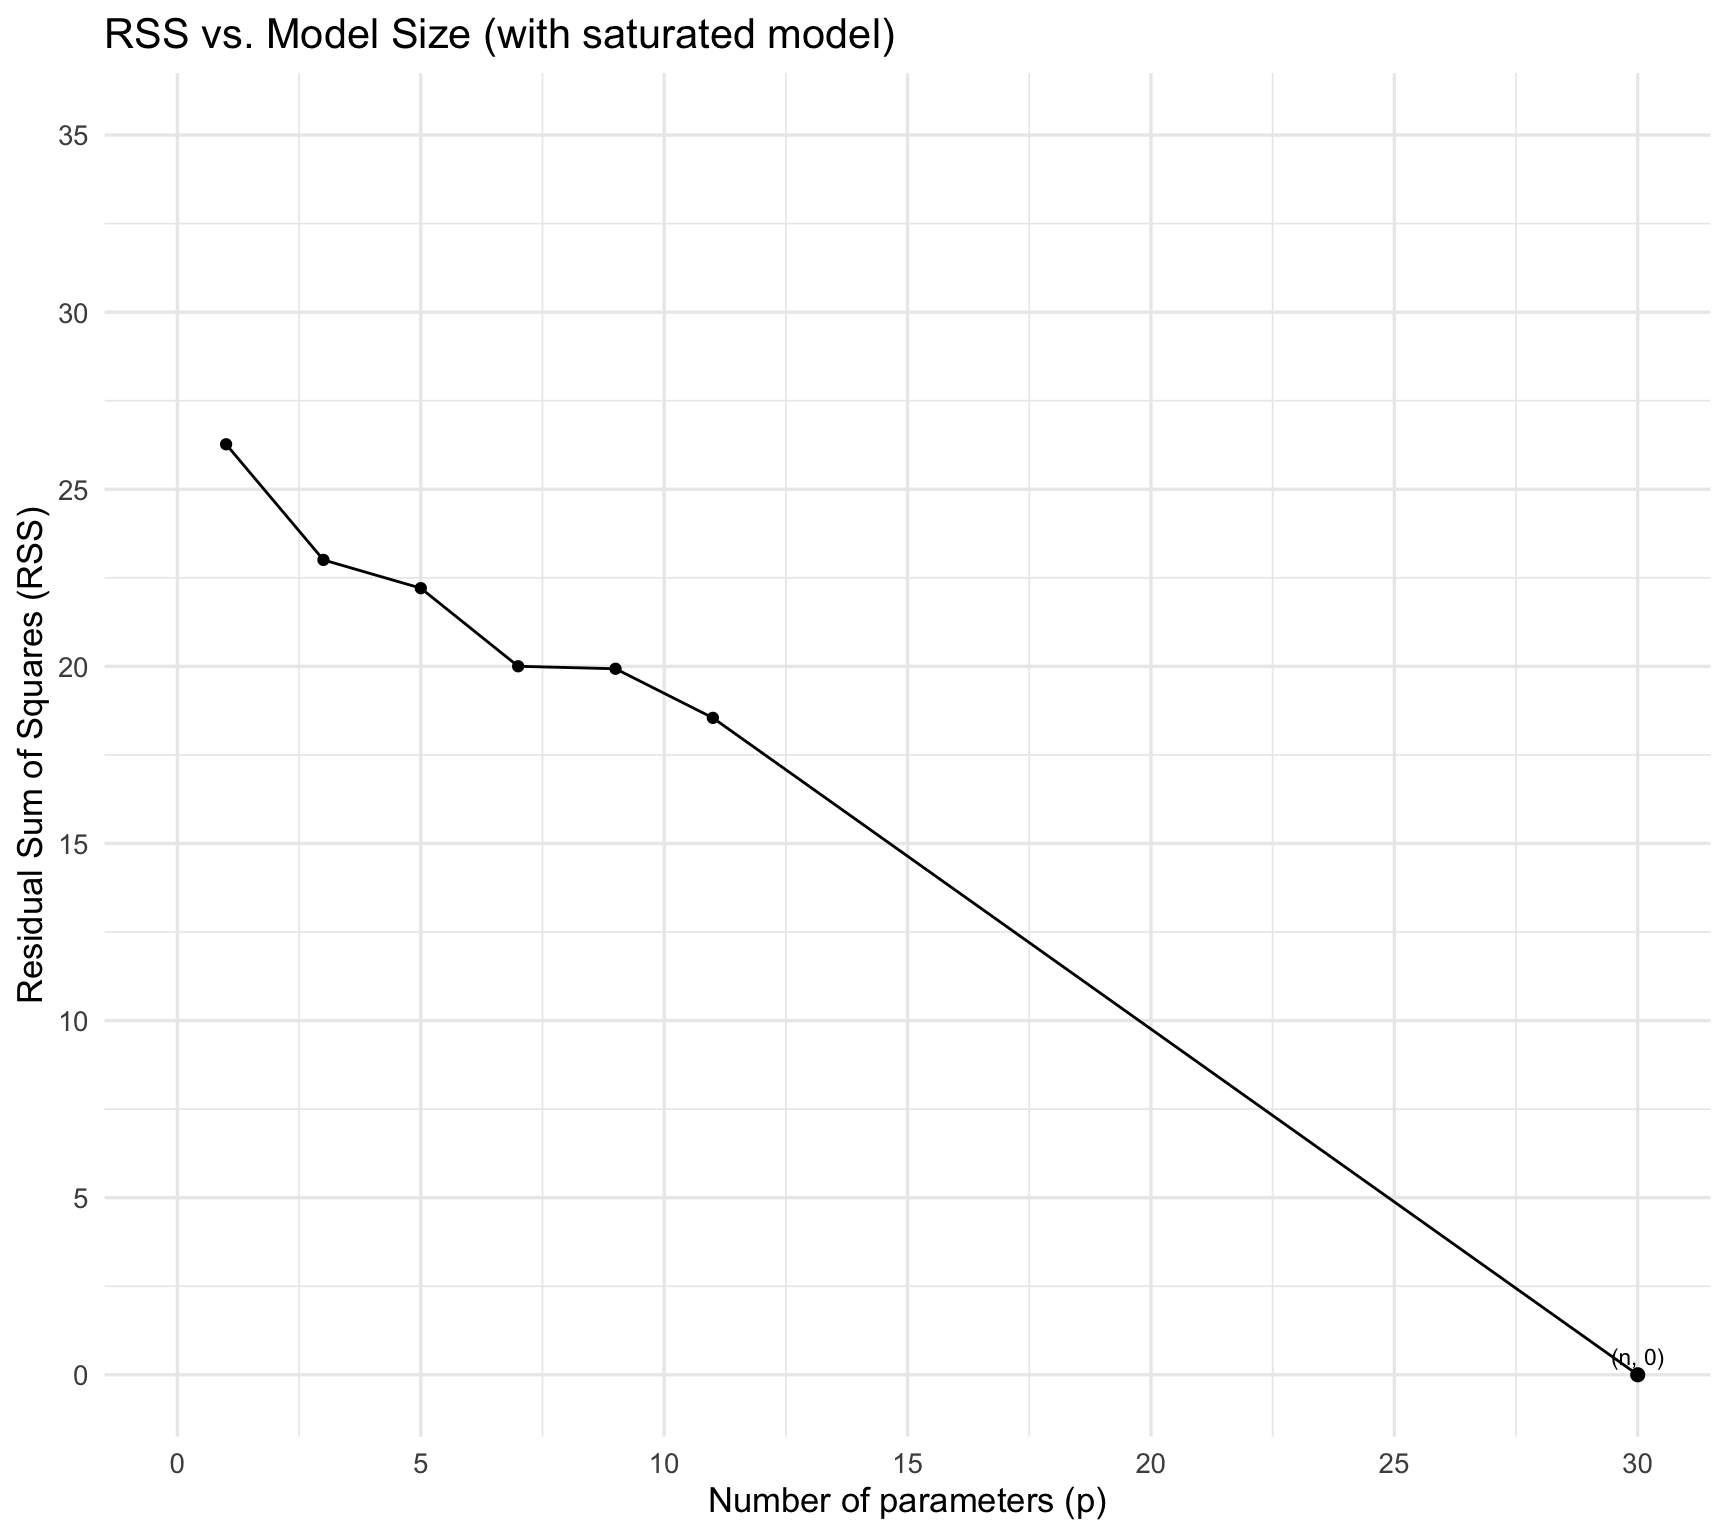 RSS vs. Model Size (with saturated model)
Residual Sum of Squares (RSS)
35
30
25
20
15
10
5
0
(n, 0)
0 5 10 15 20 25 30
Number of parameters (p)